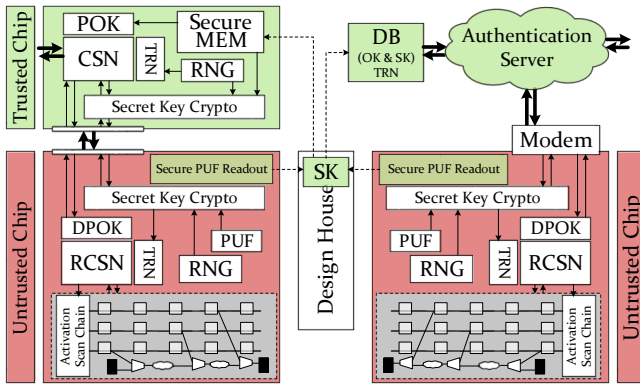 Trusted Chip
POK
Secure
MEM
CSN
TRN
RNG
Secret Key Crypto
DB
(OK & SK)
TRN
Authentication
Server
Modem
Untrusted Chip
Secure PUF Readout
Secret Key Crypto
DPOK
RCSN
TRN
PUF
RNG
Activation
Scan Chain
SK
Design House
Secure PUF Readout
Secret Key Crypto
PUF
RNG
TRN
DPOK
RCSN
Activation
Scan Chain
Untrusted Chip